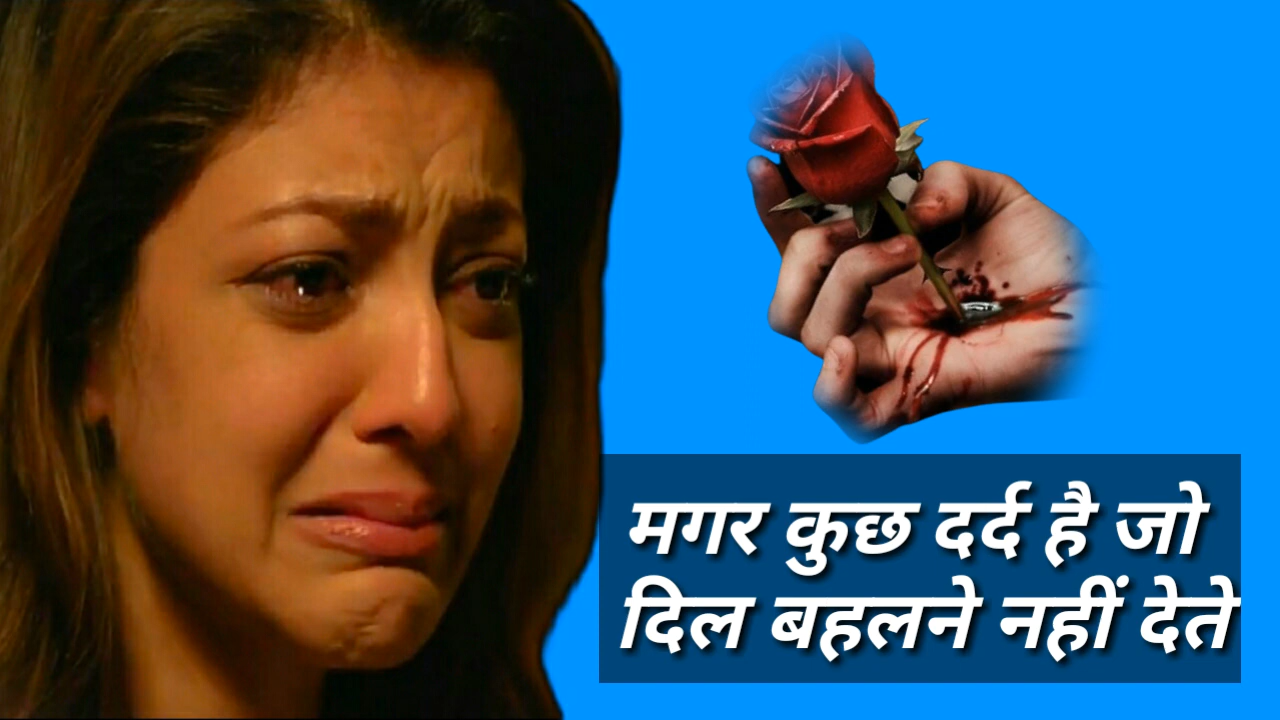 मगर कुछ दर्द है जो
दिल बहलने नहीं देते